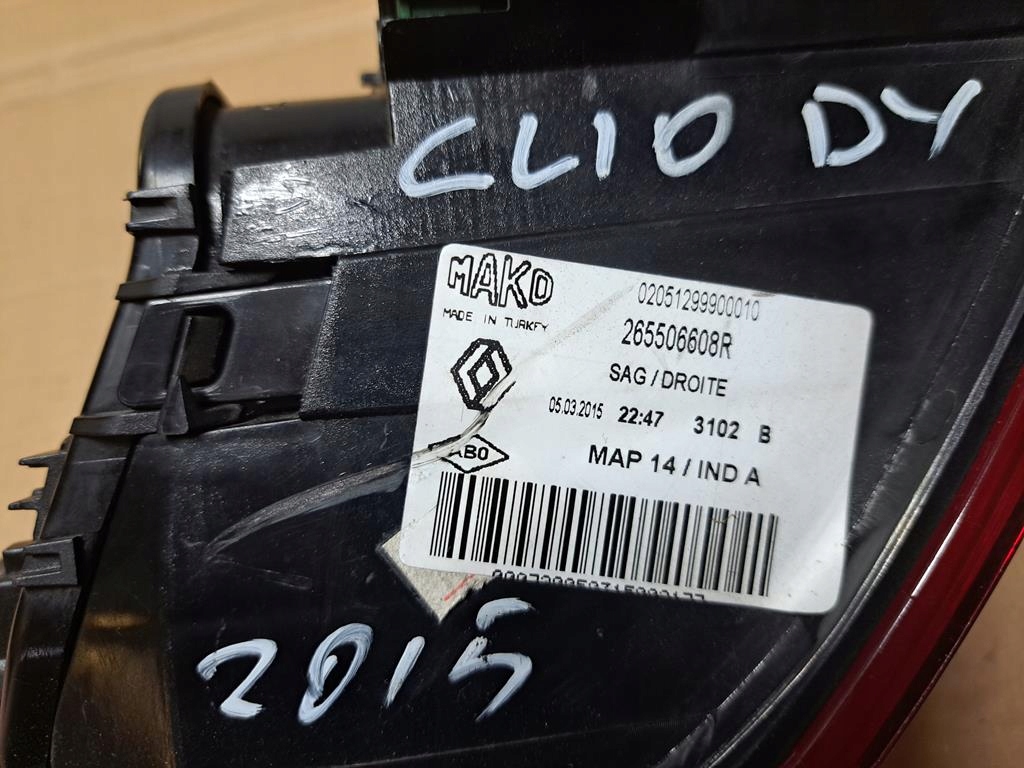 CLIO DY
MAKO
MADE IN TURKEY
02051299900010
265506608R
SAG / DROITE
05.03.2015 22:47 3102 B
ABO
MAP 14 / IND A
2015